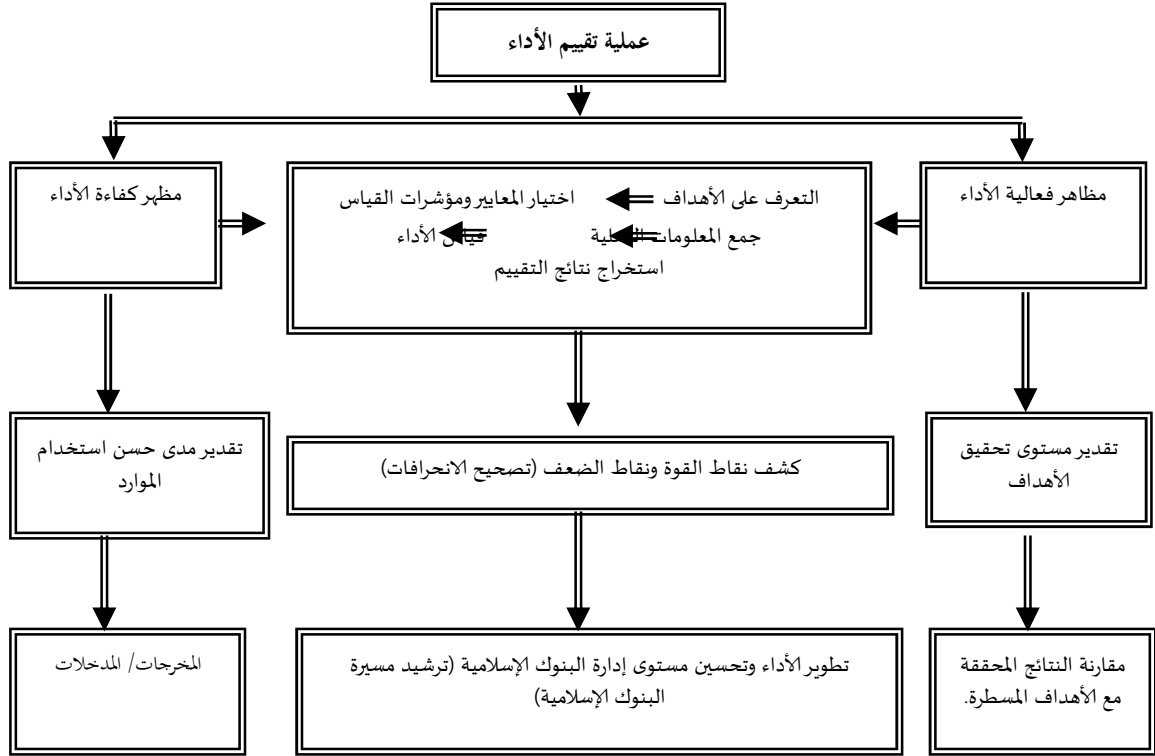 عملية تقييم الأداء
مظاهر فعالية الأداء
التعرف على الأهداف اختيار المعايير ومؤشرات القياس
جمع المعلومات الأداء
استخراج نتائج التقييم
مظهر كفاءة الأداء
تقدير مستوى تحقيق
الأهداف
كشف نقاط القوة ونقاط الضعف (تصحيح الانحرافات)
تقدير مدى حسن استخدام
الموارد
مقارنة النتائج المحققة
مع الأهداف المسطرة.
تطوير الأداء وتحسين مستوى إدارة البنوك الإسلامية (ترشيد مسيرة
البنوك الإسلامية)
المخرجات/ المدخلات